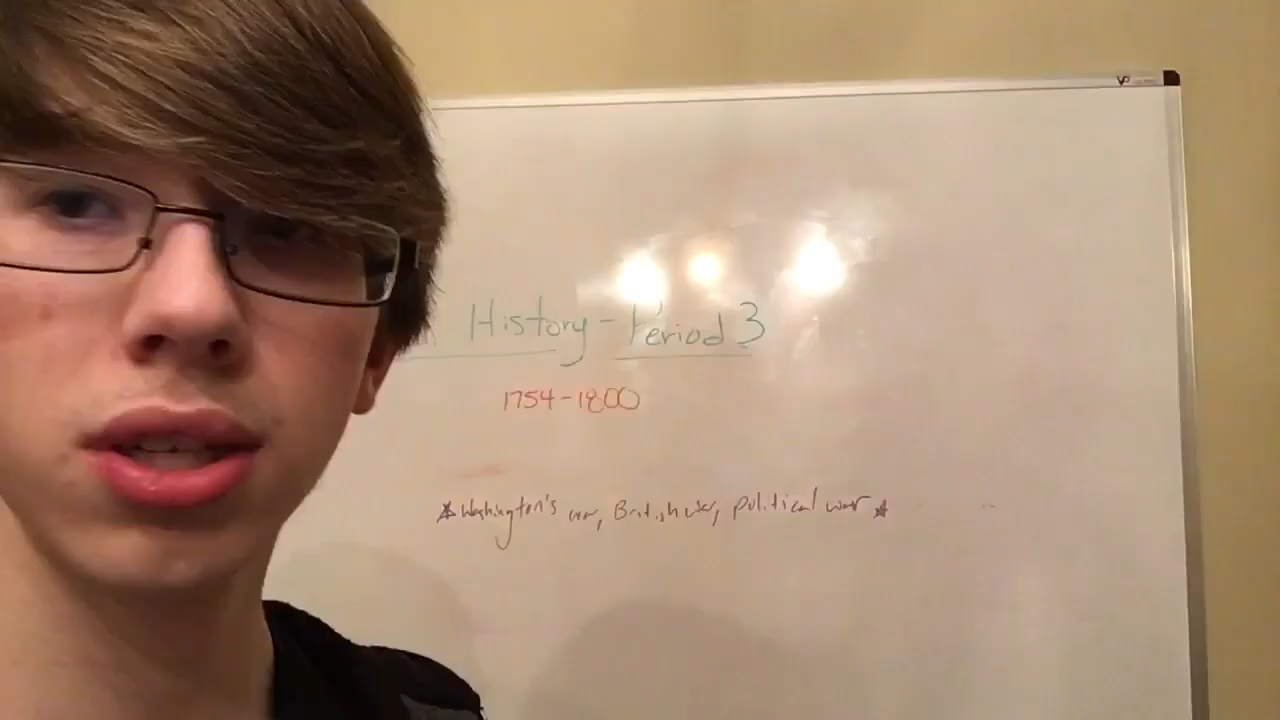 History - Period 3
1754-1800
*Washington's war, British war, political war*